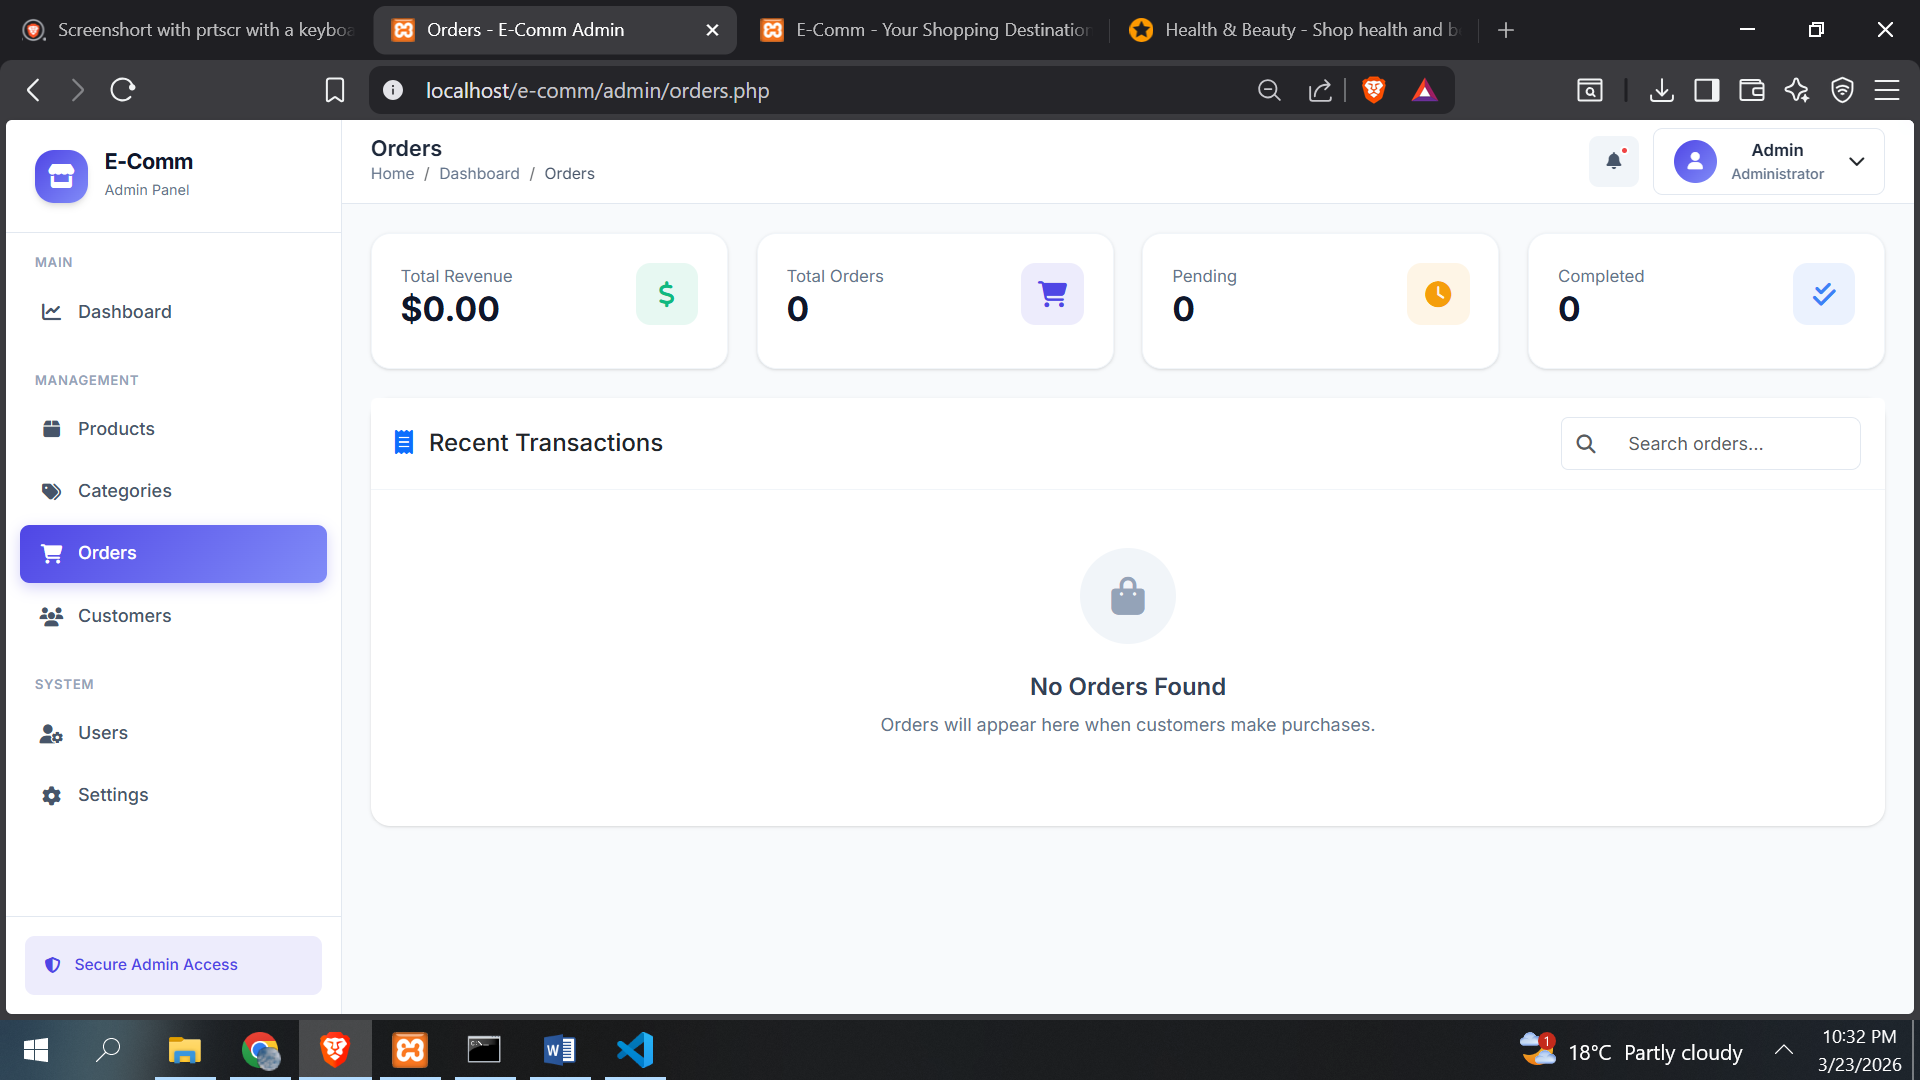 Screenshort with prtscr with a keyboa
Orders - E-Comm Admin
E-Comm - Your Shopping Destination
Health & Beauty - Shop health and be
localhost/e-comm/admin/orders.php
E-Comm
Admin Panel
MAIN
Dashboard
MANAGEMENT
Products
Categories
Orders
Customers
SYSTEM
Users
Settings
Secure Admin Access
Orders
Home / Dashboard / Orders
Admin
Administrator
Total Revenue
$0.00
Total Orders
0
Pending
0
Completed
0
Recent Transactions
Search orders...
No Orders Found
Orders will appear here when customers make purchases.
1
18°C Partly cloudy
10:32 PM
3/23/2026